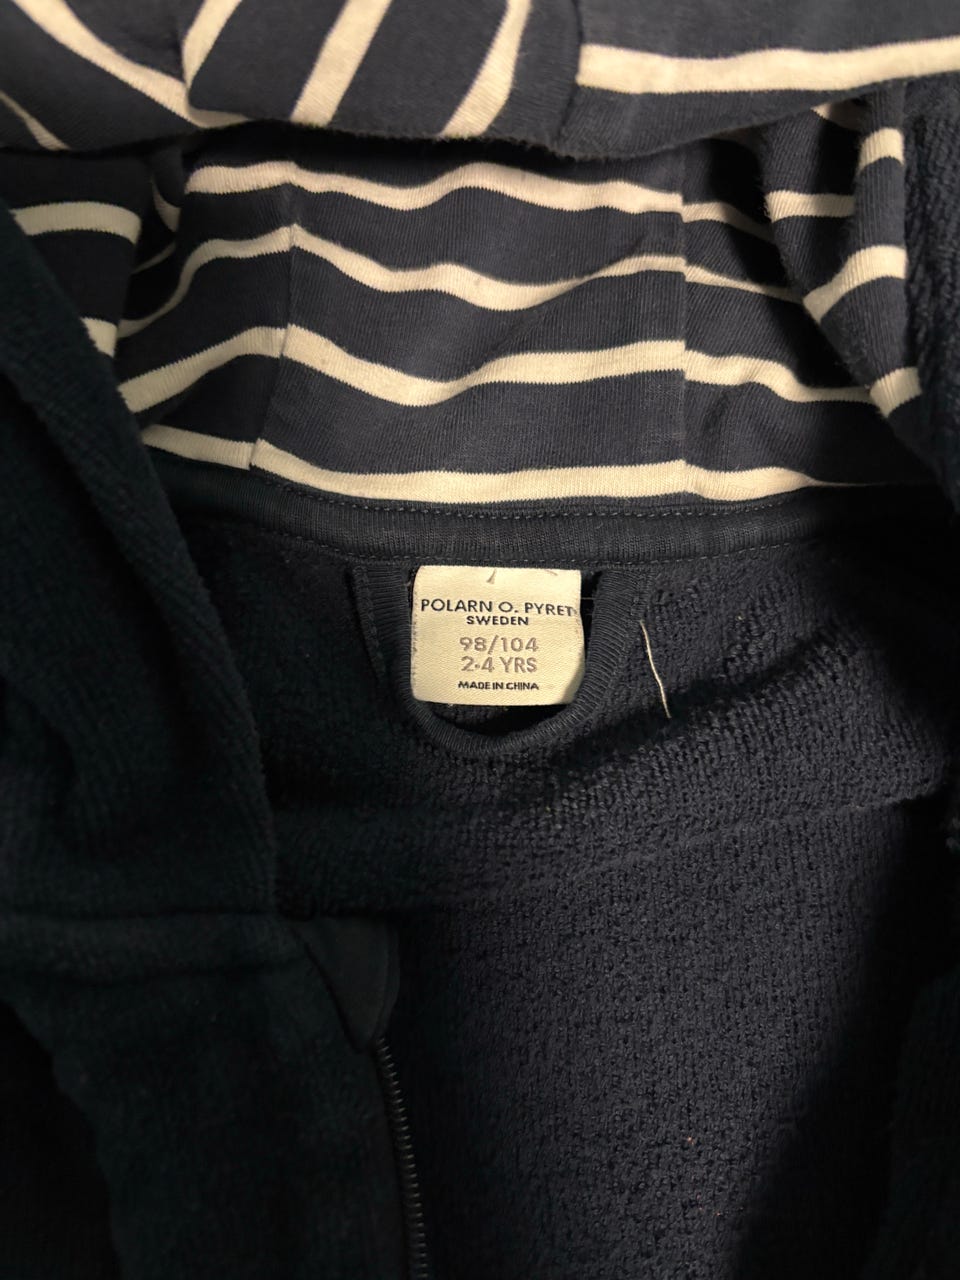 POLARN O. PYRET
SWEDEN
98/104
2-4 YRS
MADE IN CHINA